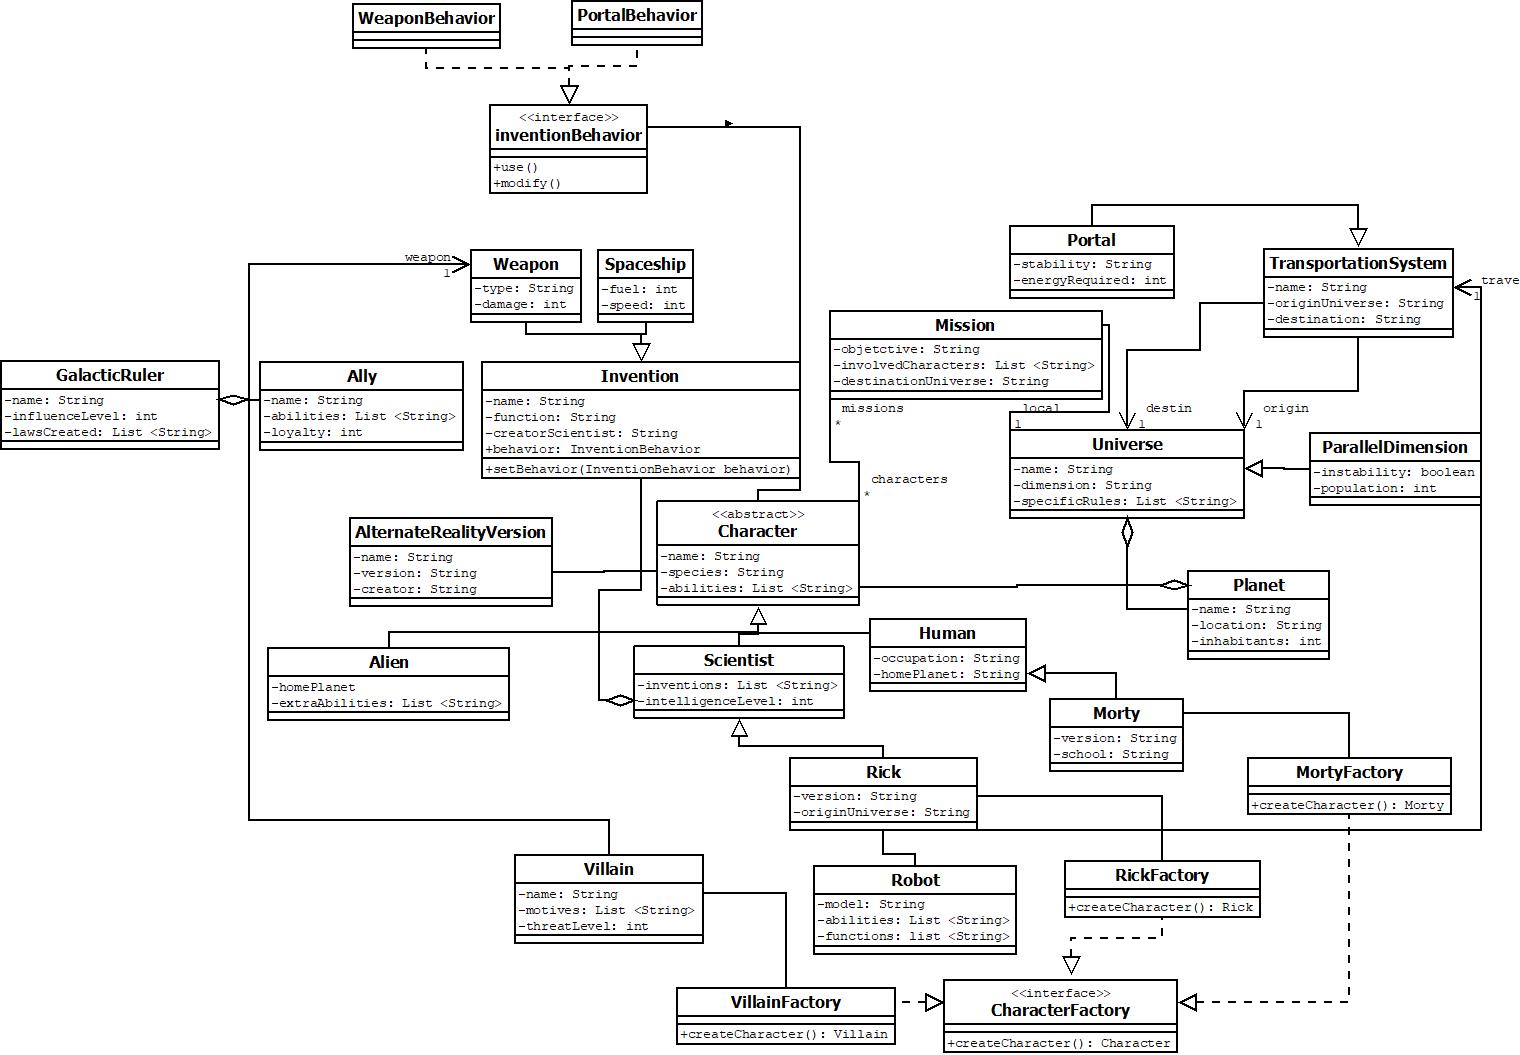 WeaponBehavior
PortalBehavior
<<interface>>
inventionBehavior
+use()
+modify()
Portal
-stability: String
-energyRequired: int
TransportationSystem
-name: String
-originUniverse: String
-destination: String
trave
1
weapon
1
Weapon
-type: String
-damage: int
Spaceship
-fuel: int
-speed: int
Mission
-objetctive: String
-involvedCharacters: List <String>
-destinationUniverse: String
GalacticRuler
-name: String
-influenceLevel: int
-lawsCreated: List <String>
Ally
-name: String
-abilities: List <String>
-loyalty: int
Invention
-name: String
-function: String
-creatorScientist: String
+behavior: InventionBehavior
+setBehavior(InventionBehavior behavior)
missions
*
local
1
destin
1
origin
1
Universe
-name: String
-dimension: String
-specificRules: List <String>
ParallelDimension
-instability: boolean
-population: int
characters
*
<<abstract>>
Character
-name: String
-species: String
-abilities: List <String>
AlternateRealityVersion
-name: String
-version: String
-creator: String
Planet
-name: String
-location: String
-inhabitants: int
Alien
-homePlanet
-extraAbilities: List <String>
Scientist
-inventions: List <String>
-intelligenceLevel: int
Human
-occupation: String
-homePlanet: String
Morty
-version: String
-school: String
Rick
-version: String
-originUniverse: String
MortyFactory
+createCharacter(): Morty
Villain
-name: String
-motives: List <String>
-threatLevel: int
Robot
-model: String
-abilities: List <String>
-functions: list <String>
RickFactory
+createCharacter(): Rick
VillainFactory
+createCharacter(): Villain
<<interface>>
CharacterFactory
+createCharacter(): Character